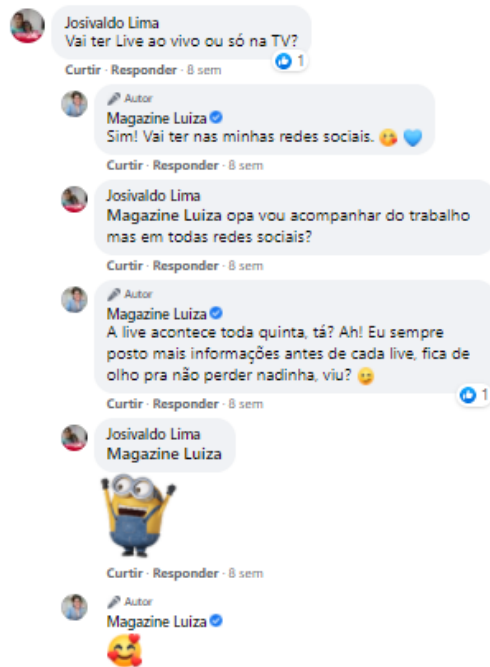 Josivaldo Lima
Vai ter Live ao vivo ou só na TV?
1
Curtir · Responder · 8 sem
Autor
Magazine Luiza
Sim! Vai ter nas minhas redes sociais. 😘 💙
Curtir · Responder · 8 sem
Josivaldo Lima
Magazine Luiza opa vou acompanhar do trabalho
mas em todas redes sociais?
Curtir · Responder · 8 sem
Autor
Magazine Luiza
A live acontece toda quinta, tá? Ah! Eu sempre
posto mais informações antes de cada live, fica de
olho pra não perder nadinha, viu? 😉
1
Curtir · Responder · 8 sem
Josivaldo Lima
Magazine Luiza
Curtir · Responder · 8 sem
Autor
Magazine Luiza
🥰